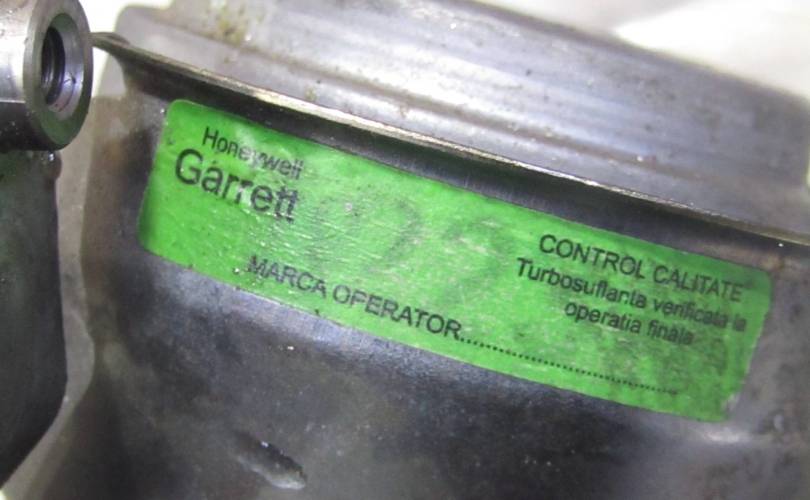 Honeywell
Garrett
CONTROL CALITATE
Turbosuflanta verificata la
operatia finala
MARCA OPERATOR..............................